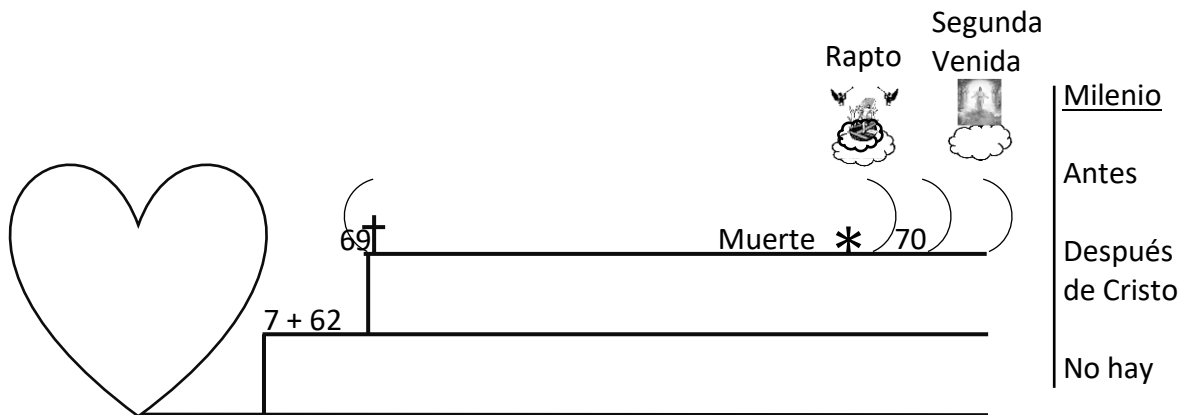 Segunda
Venida
Rapto
Milenio
Antes
69
Muerte * 70
Después
de Cristo
7 + 62
No hay